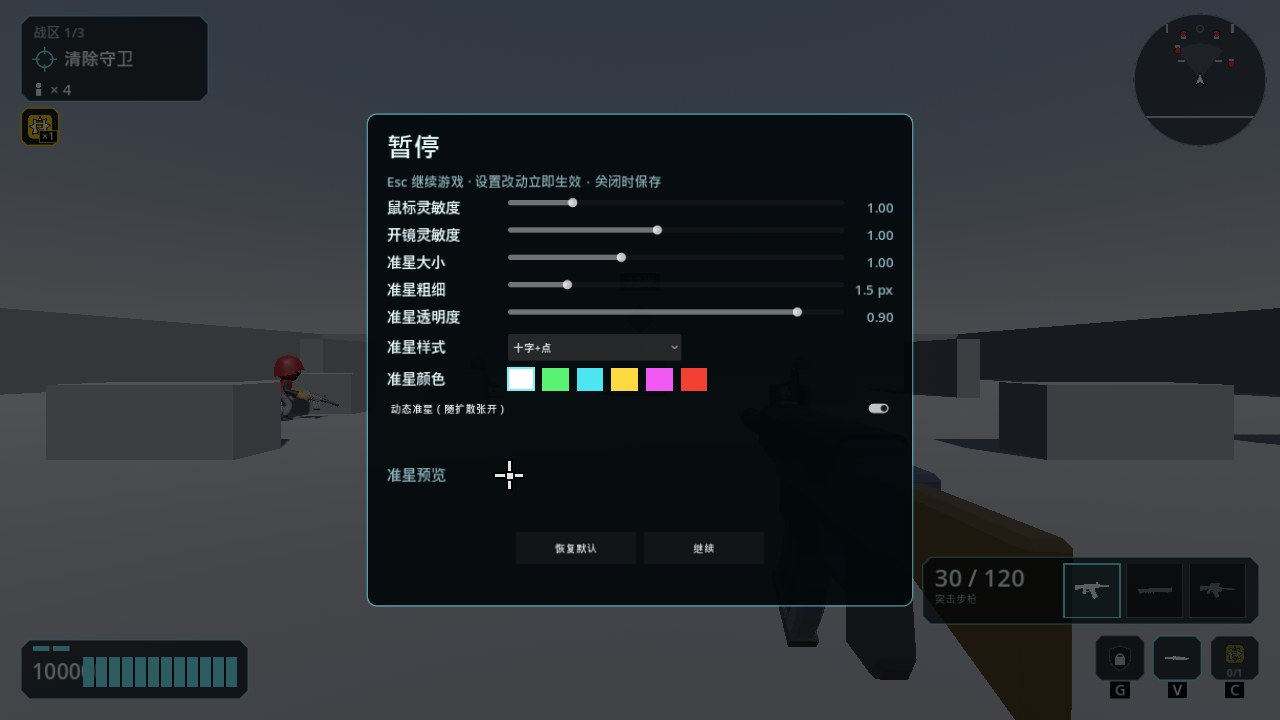 战区 1/3
清除守卫
× 4
×1
暂停
Esc 继续游戏 · 设置改动立即生效 · 关闭时保存
鼠标灵敏度 1.00
开镜灵敏度 1.00
准星大小 1.00
准星粗细 1.5 px
准星透明度 0.90
准星样式 十字+点
准星颜色
动态准星 ( 随扩散张开 )
准星预览
恢复默认 继续
30 / 120
突击步枪
0/1
G V C